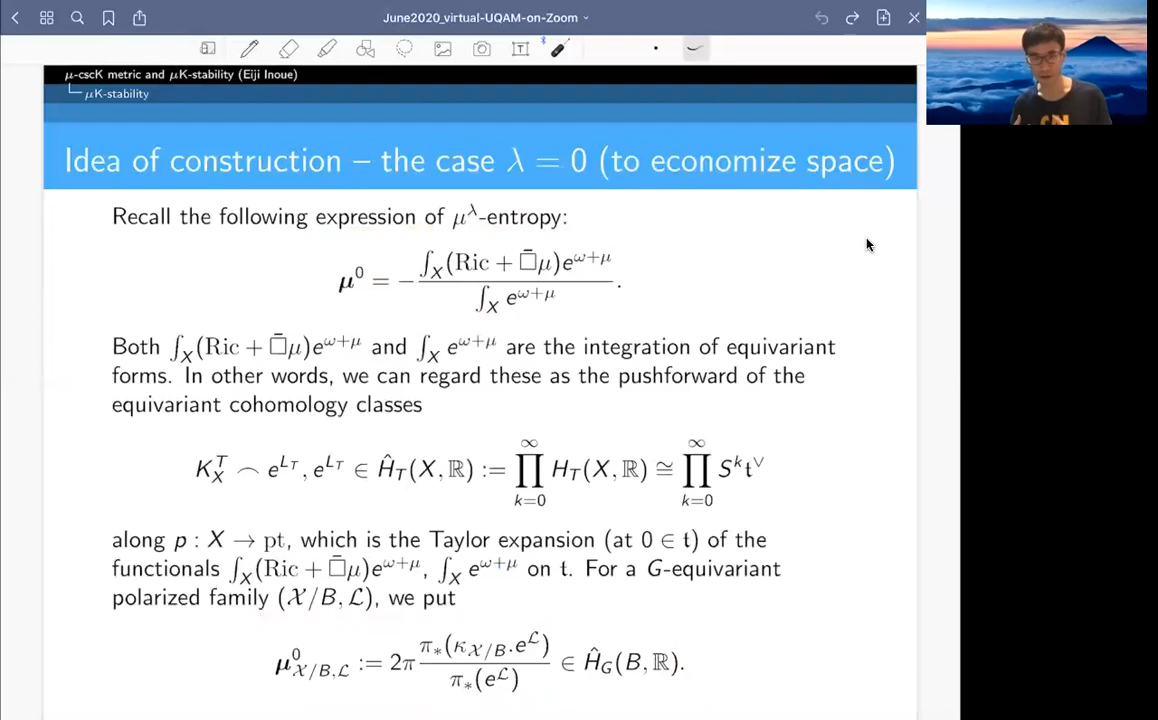 June2020_virtual-UQAM-on-Zoom
μ-cscK metric and μK-stability (Eiji Inoue)
μK-stability
Idea of construction – the case λ = 0 (to economize space)
Recall the following expression of μ^λ-entropy:
μ^0 = − ∫_X (Ric + □̄μ)e^{ω+μ} / ∫_X e^{ω+μ} .
Both ∫_X (Ric + □̄μ)e^{ω+μ} and ∫_X e^{ω+μ} are the integration of equivariant
forms. In other words, we can regard these as the pushforward of the
equivariant cohomology classes
K_X^T ⌢ e^{L_T}, e^{L_T} ∈ Ĥ_T(X, ℝ) := ∏_{k=0}^∞ H_T(X, ℝ) ≅ ∏_{k=0}^∞ S^k 𝔱^∨
along p : X → pt, which is the Taylor expansion (at 0 ∈ 𝔱) of the
functionals ∫_X (Ric + □̄μ)e^{ω+μ}, ∫_X e^{ω+μ} on 𝔱. For a G-equivariant
polarized family (𝒳/B, ℒ), we put
μ^0_{𝒳/B,ℒ} := 2π π_*(κ_{𝒳/B}.e^ℒ) / π_*(e^ℒ) ∈ Ĥ_G(B, ℝ).